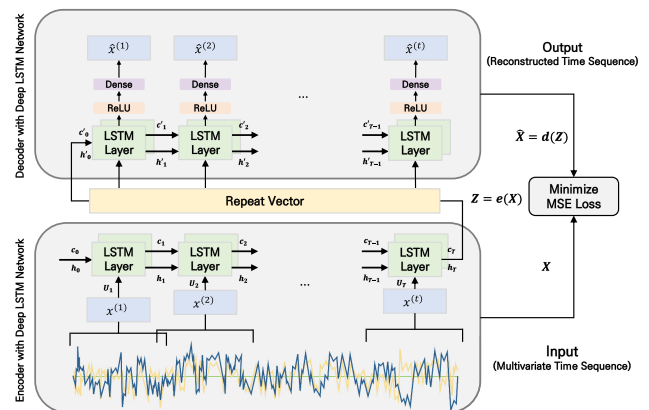 Decoder with Deep LSTM Network
x̂⁽¹⁾
x̂⁽²⁾
x̂⁽ᵗ⁾
Dense
Dense
Dense
ReLU
ReLU
ReLU
...
c'₀
h'₀
LSTM
Layer
c'₁
h'₁
LSTM
Layer
c'₂
h'₂
c'T−1
h'T−1
LSTM
Layer
Output
(Reconstructed Time Sequence)
X̂ = d(Z)
Repeat Vector
Z = e(X)
Minimize
MSE Loss
Encoder with Deep LSTM Network
c₀
h₀
LSTM
Layer
c₁
h₁
LSTM
Layer
c₂
h₂
...
cT−1
hT−1
LSTM
Layer
cT
hT
X
U₁
U₂
UT
x⁽¹⁾
x⁽²⁾
x⁽ᵗ⁾
Input
(Multivariate Time Sequence)